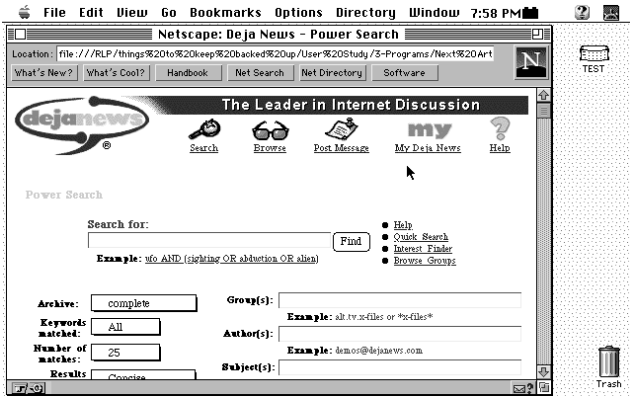 File Edit View Go Bookmarks Options Directory Window 7:58 PM
Netscape: Deja News - Power Search
Location: file:///RLP/things%20to%20keep%20backed%20up/User%20Study/3-Programs/Next%20Art
What's New? What's Cool? Handbook Net Search Net Directory Software
N
TEST
The Leader in Internet Discussion
dejanews
®
my
Search Browse Post Message My Deja News Help
Power Search
Search for:
Find
Example: ufo AND (sighting OR abduction OR alien)
Help
Quick Search
Interest Finder
Browse Groups
Archive: complete
Group(s):
Example: alt.tv.x-files or *x-files*
Keywords matched: All
Author(s):
Example: demos@dejanews.com
Number of matches: 25
Subject(s):
Results Concise
Trash